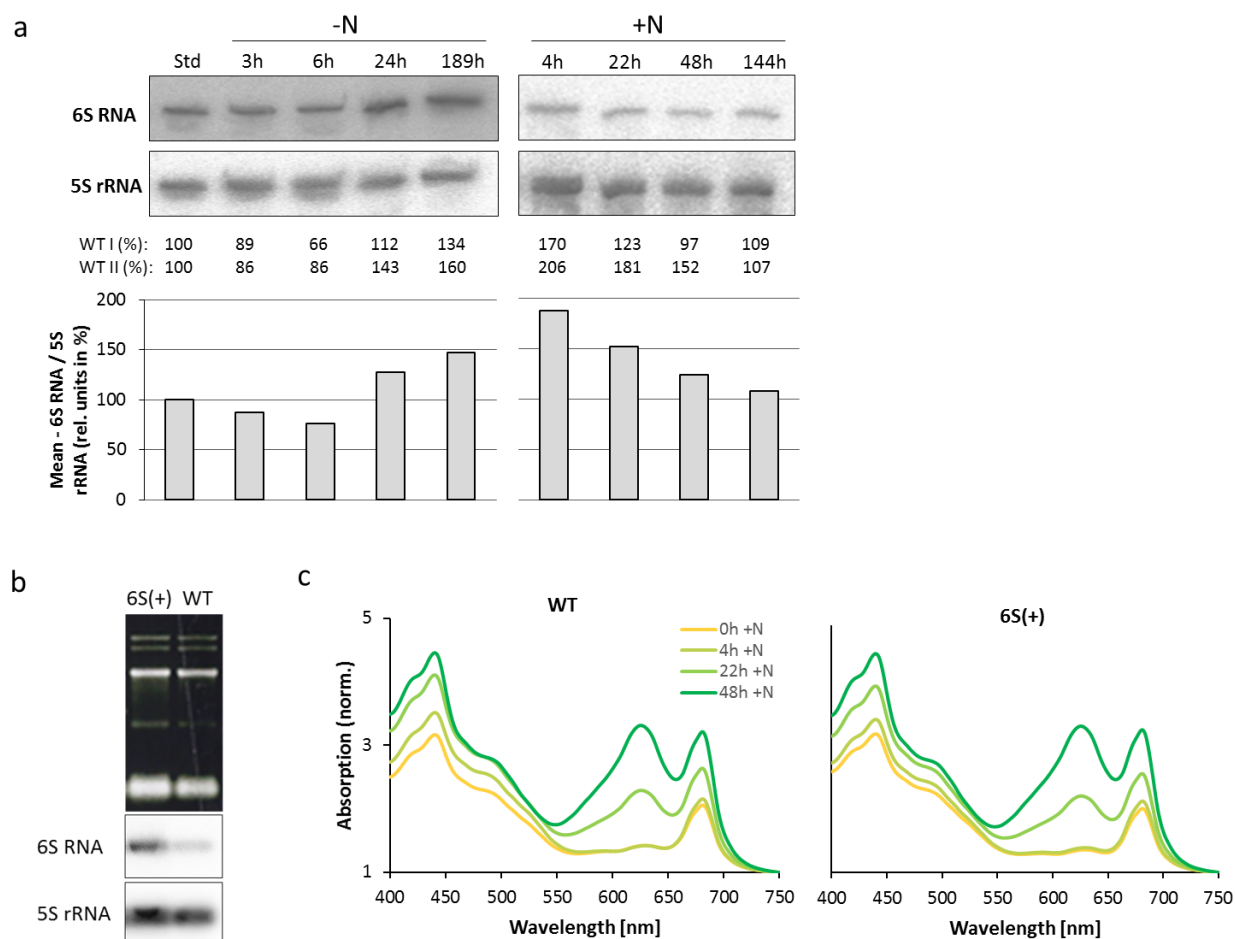 a
-N
+N
Std 3h 6h 24h 189h 4h 22h 48h 144h
6S RNA
5S rRNA
WT I (%): 100 89 66 112 134 170 123 97 109
WT II (%): 100 86 86 143 160 206 181 152 107
Mean - 6S RNA / 5S
rRNA (rel. units in %)
200
150
100
50
0
b
6S(+) WT
6S RNA
5S rRNA
c
WT
6S(+)
0h +N
4h +N
22h +N
48h +N
Absorption (norm.)
5
3
1
400 450 500 550 600 650 700 750
400 450 500 550 600 650 700 750
Wavelength [nm]
Wavelength [nm]